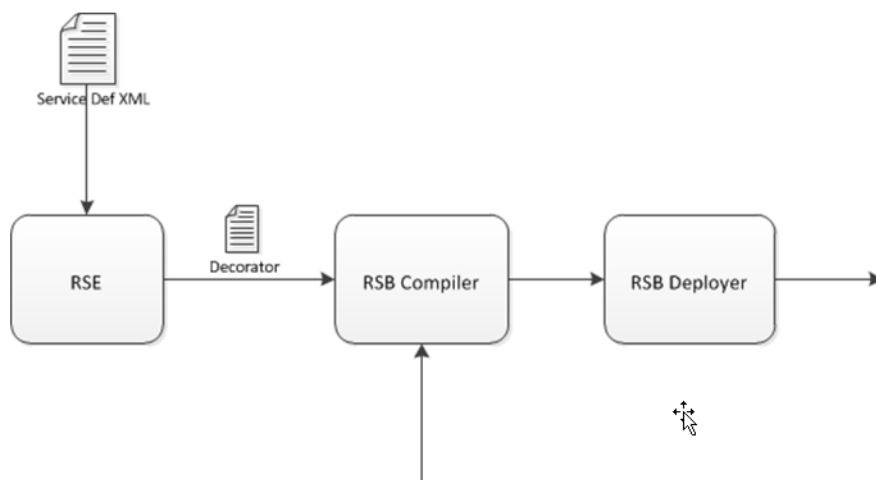 Service Def XML
Decorator
RSE
RSB Compiler
RSB Deployer